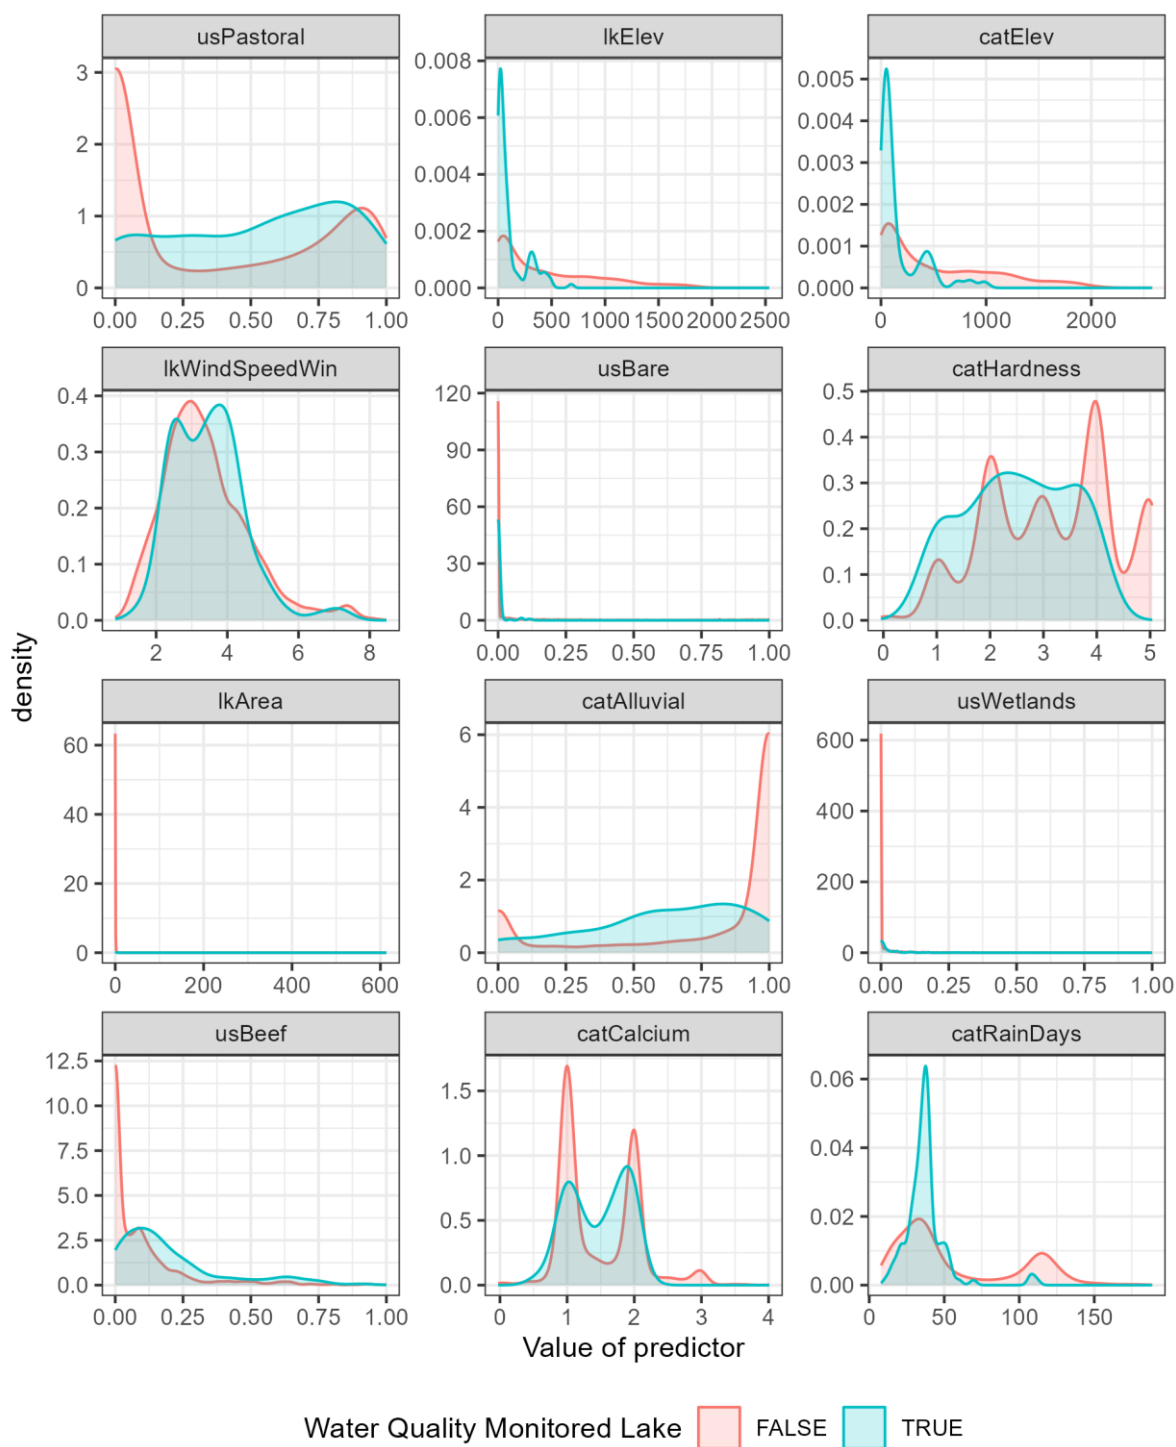 usPastoral
lkElev
catElev
3
2
1
0
0.00 0.25 0.50 0.75 1.00
0.008
0.006
0.004
0.002
0.000
0 500 1000 1500 2000 2500
0.005
0.004
0.003
0.002
0.001
0.000
0 1000 2000
lkWindSpeedWin
usBare
catHardness
0.4
0.3
0.2
0.1
0.0
2 4 6 8
120
90
60
30
0
0.00 0.25 0.50 0.75 1.00
0.5
0.4
0.3
0.2
0.1
0.0
0 1 2 3 4 5
density
lkArea
catAlluvial
usWetlands
60
40
20
0
0 200 400 600
6
4
2
0
0.00 0.25 0.50 0.75 1.00
600
400
200
0
0.00 0.25 0.50 0.75 1.00
usBeef
catCalcium
catRainDays
12.5
10.0
7.5
5.0
2.5
0.0
0.00 0.25 0.50 0.75 1.00
1.5
1.0
0.5
0.0
0 1 2 3 4
0.06
0.04
0.02
0.00
0 50 100 150
Value of predictor
Water Quality Monitored Lake FALSE TRUE